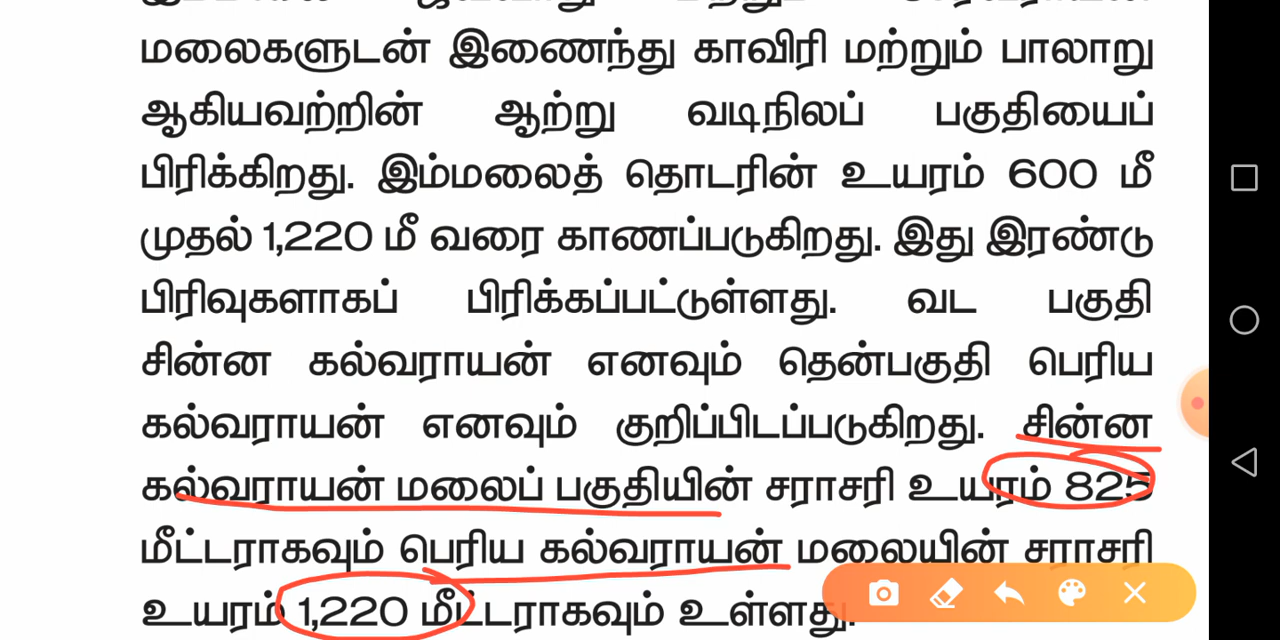 மலைகளுடன் இணைந்து காவிரி மற்றும் பாலாறு
ஆகியவற்றின் ஆற்று வடிநிலப் பகுதியைப்
பிரிக்கிறது. இம்மலைத் தொடரின் உயரம் 600 மீ
முதல் 1,220 மீ வரை காணப்படுகிறது. இது இரண்டு
பிரிவுகளாகப் பிரிக்கப்பட்டுள்ளது. வட பகுதி
சின்ன கல்வராயன் எனவும் தென்பகுதி பெரிய
கல்வராயன் எனவும் குறிப்பிடப்படுகிறது. சின்ன
கல்வராயன் மலைப் பகுதியின் சராசரி உயரம் 825
மீட்டராகவும் பெரிய கல்வராயன் மலையின் சராசரி
உயரம் 1,220 மீட்டராகவும் உள்ளது.